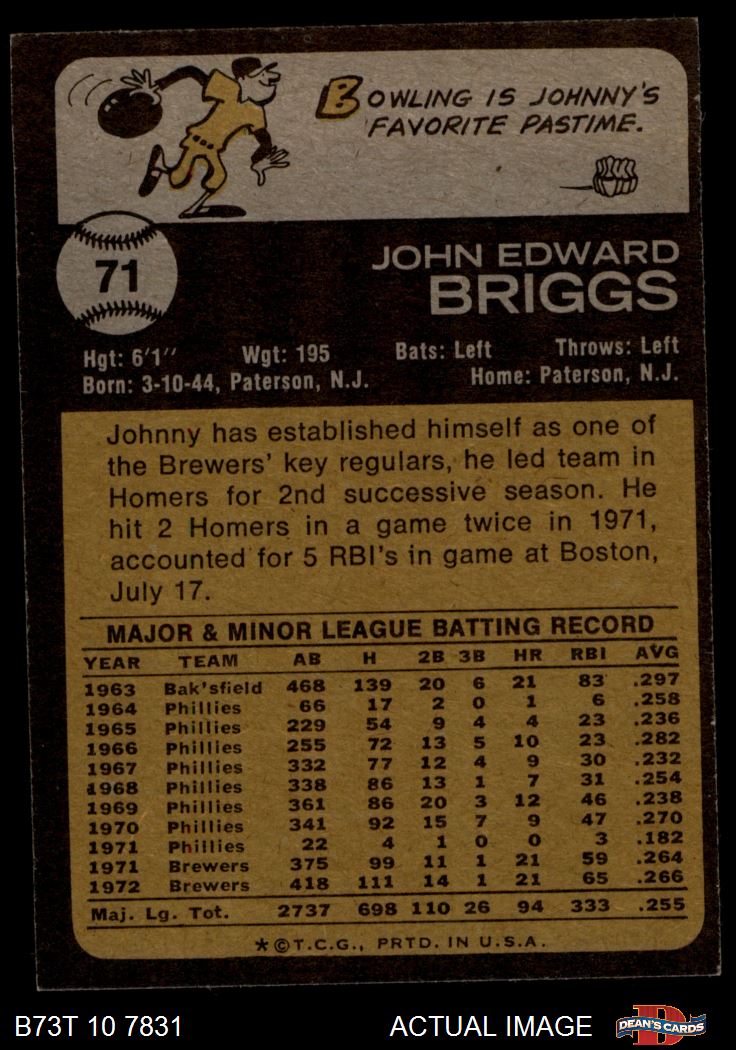 BOWLING IS JOHNNY'S
FAVORITE PASTIME.
71
JOHN EDWARD
BRIGGS
Hgt: 6'1" Wgt: 195 Bats: Left Throws: Left
Born: 3-10-44, Paterson, N.J. Home: Paterson, N.J.
Johnny has established himself as one of
the Brewers' key regulars, he led team in
Homers for 2nd successive season. He
hit 2 Homers in a game twice in 1971,
accounted for 5 RBI's in game at Boston,
July 17.
MAJOR & MINOR LEAGUE BATTING RECORD
YEAR TEAM AB H 2B 3B HR RBI AVG
1963 Bak'sfield 468 139 20 6 21 83 .297
1964 Phillies 66 17 2 0 1 6 .258
1965 Phillies 229 54 9 4 4 23 .236
1966 Phillies 255 72 13 5 10 23 .282
1967 Phillies 332 77 12 4 9 30 .232
1968 Phillies 338 86 13 1 7 31 .254
1969 Phillies 361 86 20 3 12 46 .238
1970 Phillies 341 92 15 7 9 47 .270
1971 Phillies 22 4 1 0 0 3 .182
1971 Brewers 375 99 11 1 21 59 .264
1972 Brewers 418 111 14 1 21 65 .266
Maj. Lg. Tot. 2737 698 110 26 94 333 .255
*©T.C.G., PRTD. IN U.S.A.
B73T 10 7831 ACTUAL IMAGE
D
DEAN'S CARDS